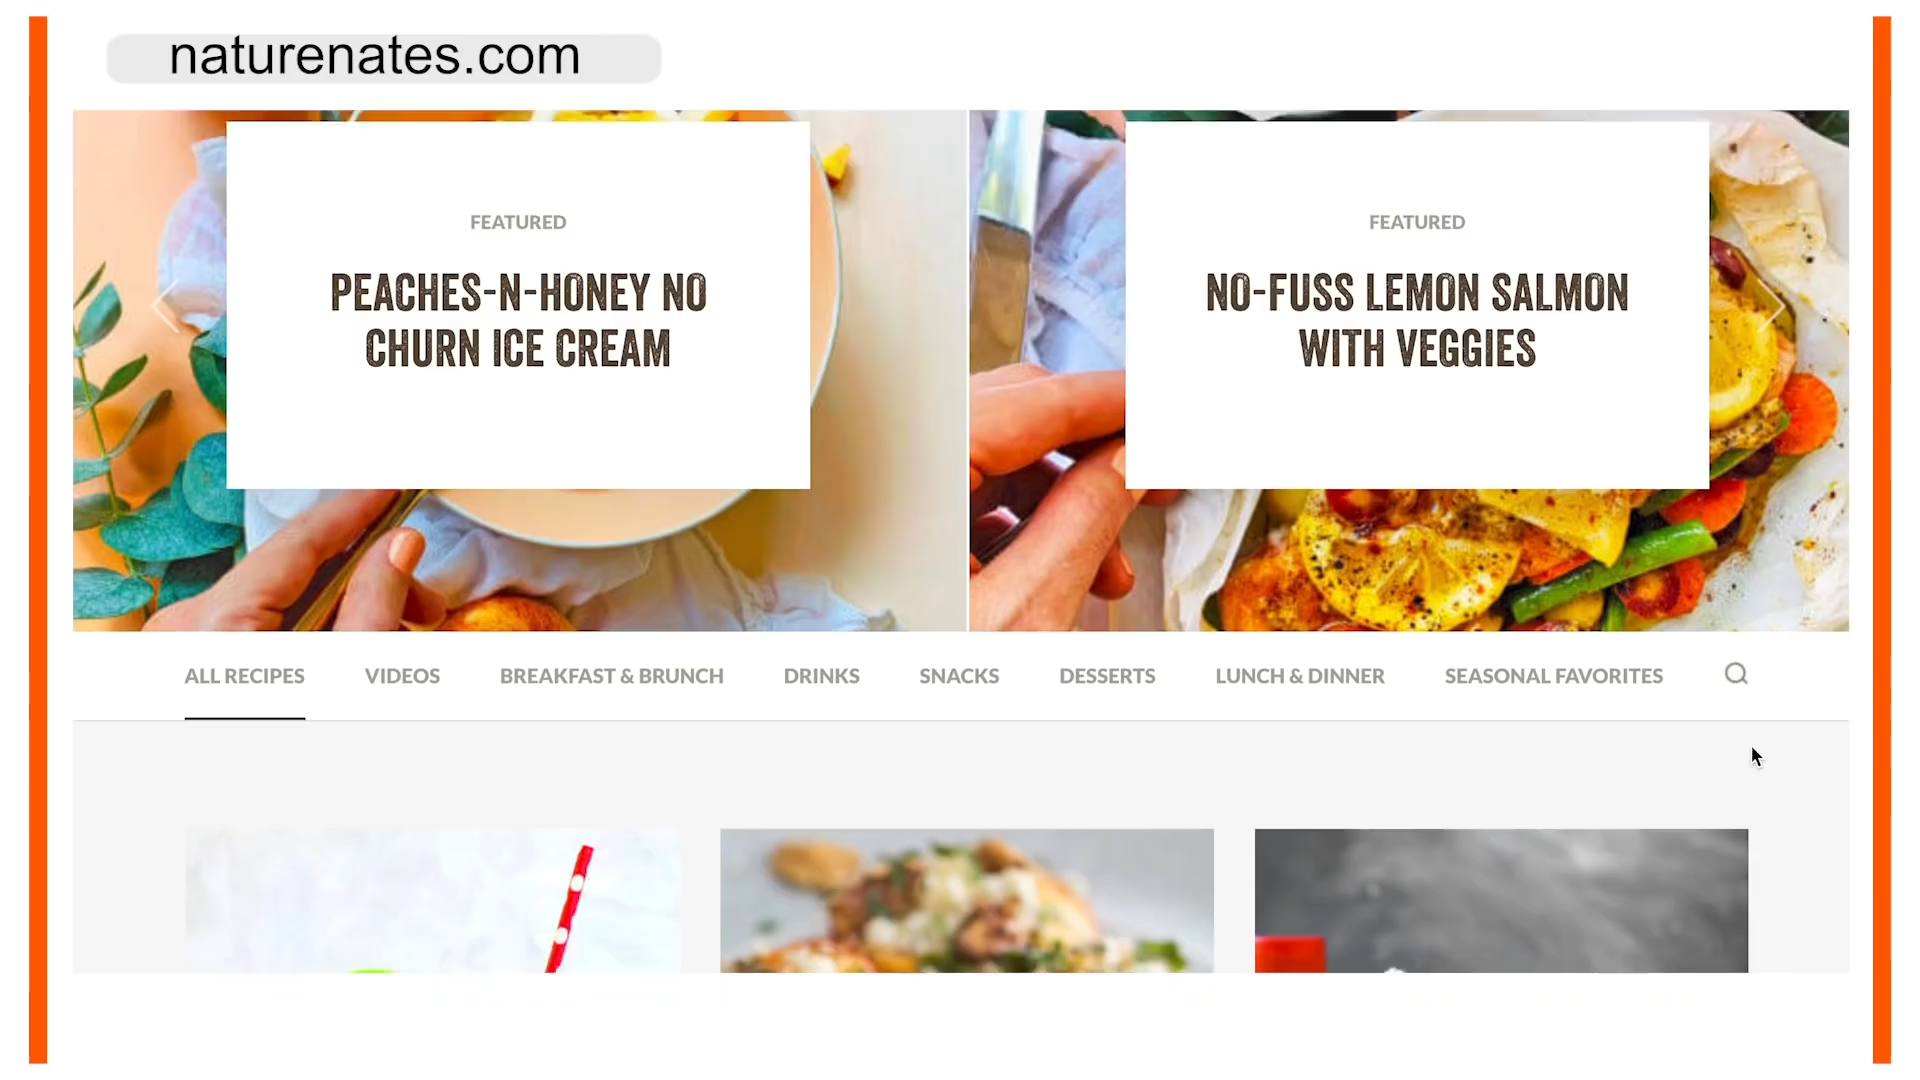 naturenates.com
FEATURED
PEACHES-N-HONEY NO
CHURN ICE CREAM
FEATURED
NO-FUSS LEMON SALMON
WITH VEGGIES
ALL RECIPES VIDEOS BREAKFAST & BRUNCH DRINKS SNACKS DESSERTS LUNCH & DINNER SEASONAL FAVORITES